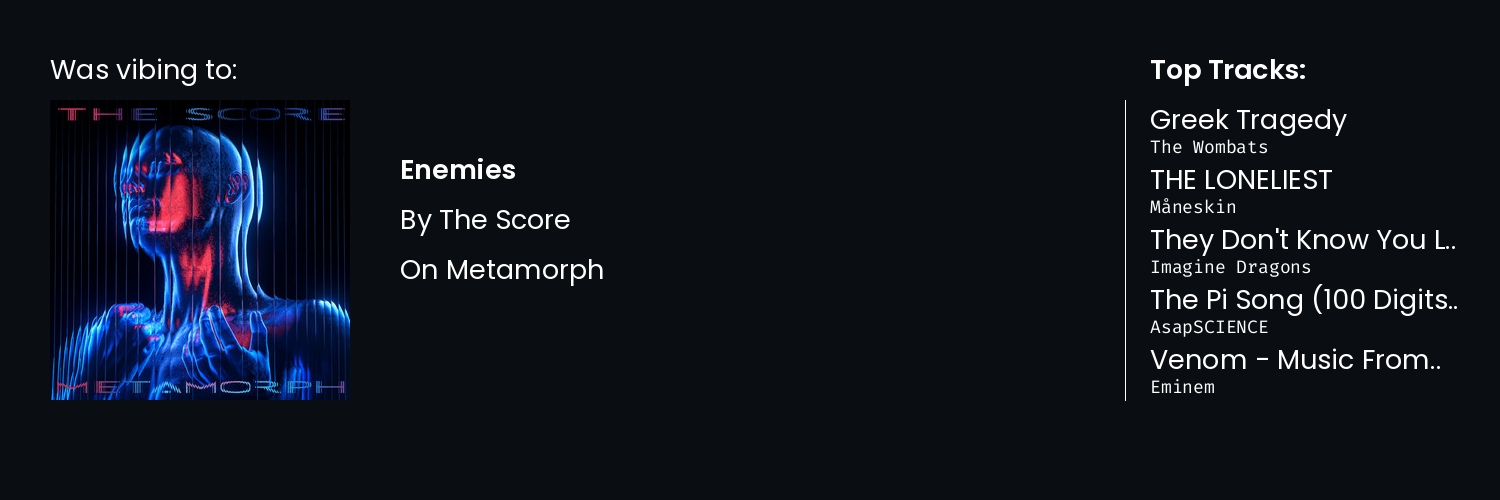 Was vibing to:
THE SCORE
METAMORPH
Enemies
By The Score
On Metamorph
Top Tracks:
Greek Tragedy
The Wombats
THE LONELIEST
Måneskin
They Don't Know You L..
Imagine Dragons
The Pi Song (100 Digits..
AsapSCIENCE
Venom - Music From..
Eminem